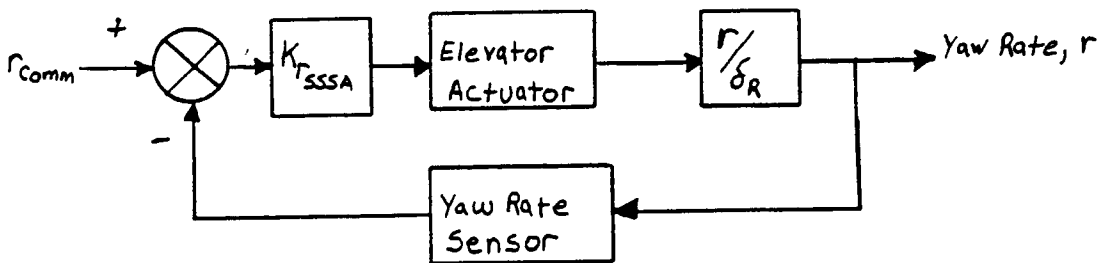 +
r_Comm
K_r_SSSA
Elevator
Actuator
r/δ_R
Yaw Rate, r
−
Yaw Rate
Sensor